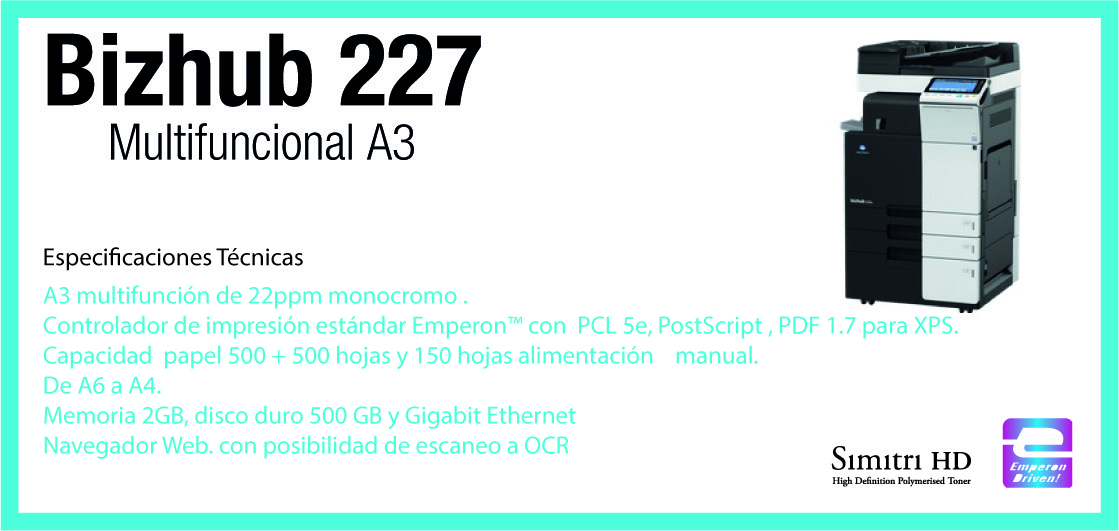 Bizhub 227
Multifuncional A3
bizhub
Especificaciones Técnicas
A3 multifunción de 22ppm monocromo .
Controlador de impresión estándar Emperon™ con PCL 5e, PostScript , PDF 1.7 para XPS.
Capacidad papel 500 + 500 hojas y 150 hojas alimentación manual.
De A6 a A4.
Memoria 2GB, disco duro 500 GB y Gigabit Ethernet
Navegador Web. con posibilidad de escaneo a OCR
Simitri HD
High Definition Polymerised Toner
Emperon
Driven!